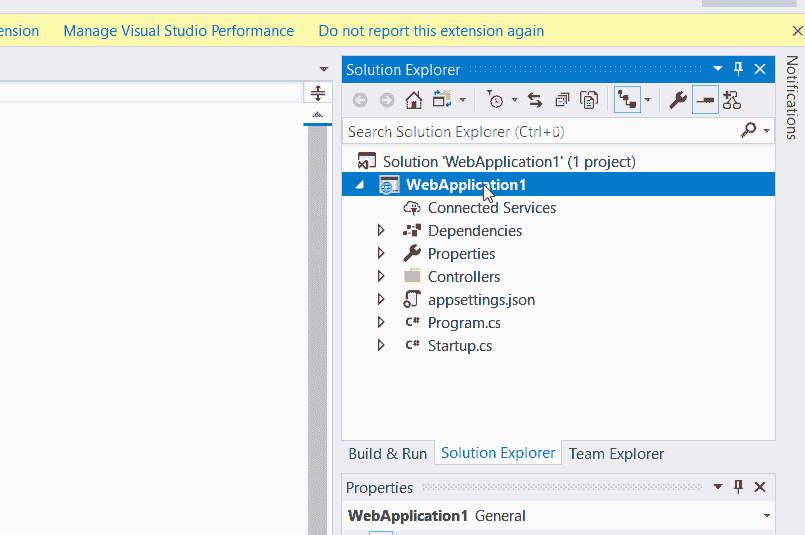 ension Manage Visual Studio Performance Do not report this extension again
Solution Explorer
Notifications
Search Solution Explorer (Ctrl+ü)
Solution 'WebApplication1' (1 project)
WebApplication1
Connected Services
Dependencies
Properties
Controllers
appsettings.json
C# Program.cs
C# Startup.cs
Build & Run Solution Explorer Team Explorer
Properties
WebApplication1 General